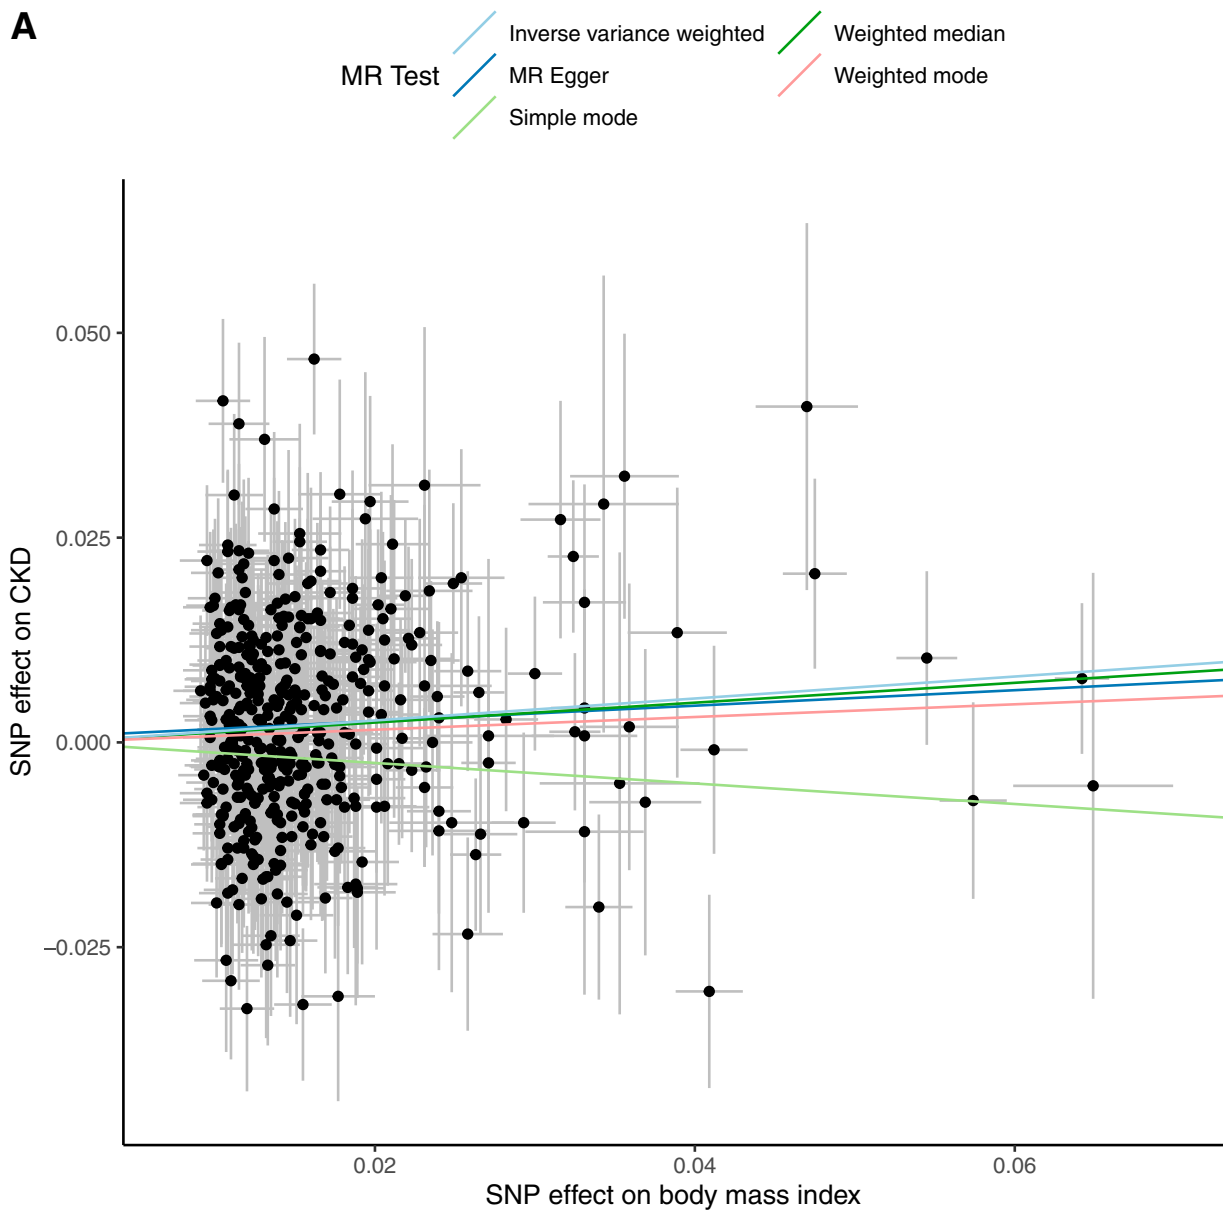 A
MR Test
Inverse variance weighted
MR Egger
Simple mode
Weighted median
Weighted mode
SNP effect on CKD
0.050
0.025
0.000
−0.025
0.02
0.04
0.06
SNP effect on body mass index